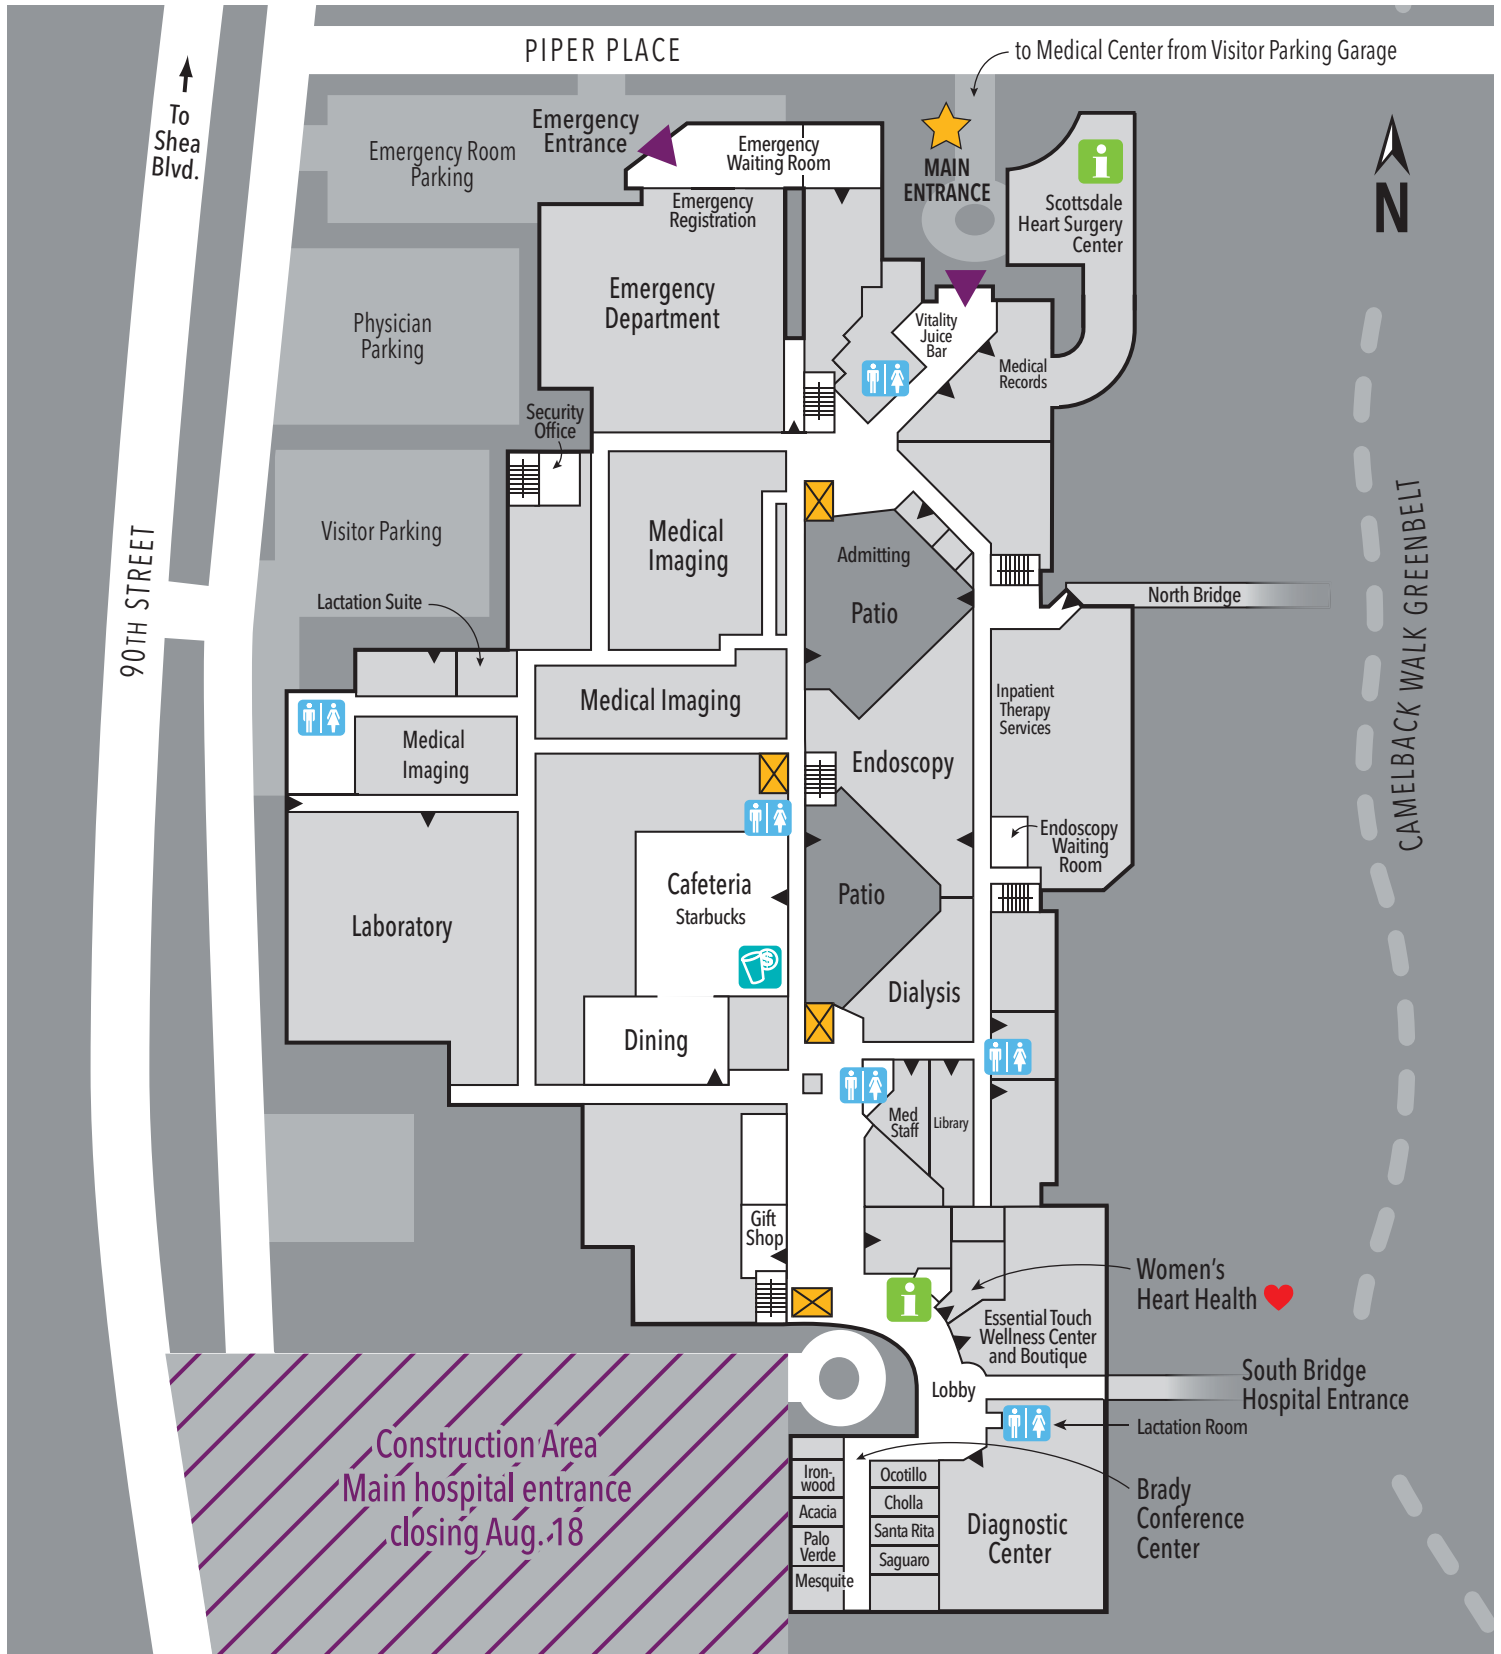 PIPER PLACE
to Medical Center from Visitor Parking Garage
To
Shea
Blvd.
Emergency
Entrance
Emergency Room
Parking
Emergency
Waiting Room
Emergency
Registration
MAIN
ENTRANCE
i
Scottsdale
Heart Surgery
Center
N
Emergency
Department
Physician
Parking
Vitality
Juice
Bar
Medical
Records
Security
Office
Visitor Parking
Medical
Imaging
Admitting
Patio
North Bridge
90TH STREET
CAMELBACK WALK GREENBELT
Lactation Suite
Medical Imaging
Inpatient
Therapy
Services
Medical
Imaging
Endoscopy
Endoscopy
Waiting
Room
Cafeteria
Starbucks
$
Patio
Laboratory
Dialysis
Dining
Med
Staff
Library
Gift
Shop
Women's
Heart Health
i
Essential Touch
Wellness Center
and Boutique
South Bridge
Hospital Entrance
Lobby
Lactation Room
Construction Area
Main hospital entrance
closing Aug. 18
Iron-
wood
Acacia
Palo
Verde
Mesquite
Ocotillo
Cholla
Santa Rita
Saguaro
Diagnostic
Center
Brady
Conference
Center